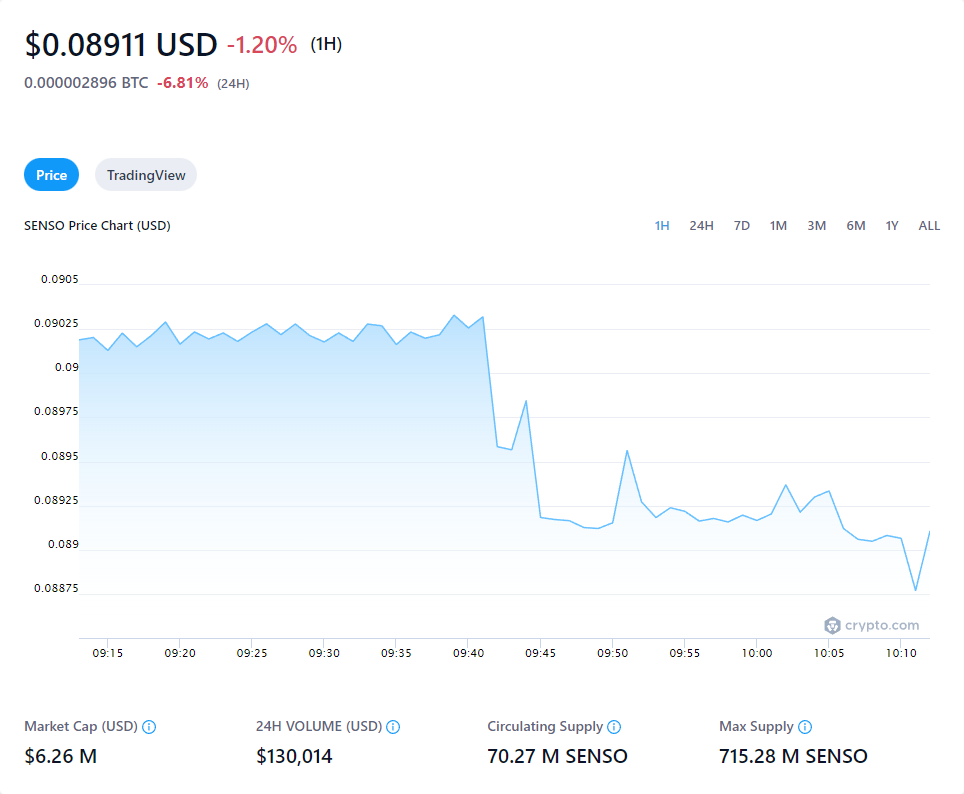 $0.08911 USD -1.20% (1H)
0.000002896 BTC -6.81% (24H)
Price TradingView
SENSO Price Chart (USD)
1H 24H 7D 1M 3M 6M 1Y ALL
0.0905
0.09025
0.09
0.08975
0.0895
0.08925
0.089
0.08875
crypto.com
09:15 09:20 09:25 09:30 09:35 09:40 09:45 09:50 09:55 10:00 10:05 10:10
Market Cap (USD) 24H VOLUME (USD) Circulating Supply Max Supply
$6.26 M $130,014 70.27 M SENSO 715.28 M SENSO